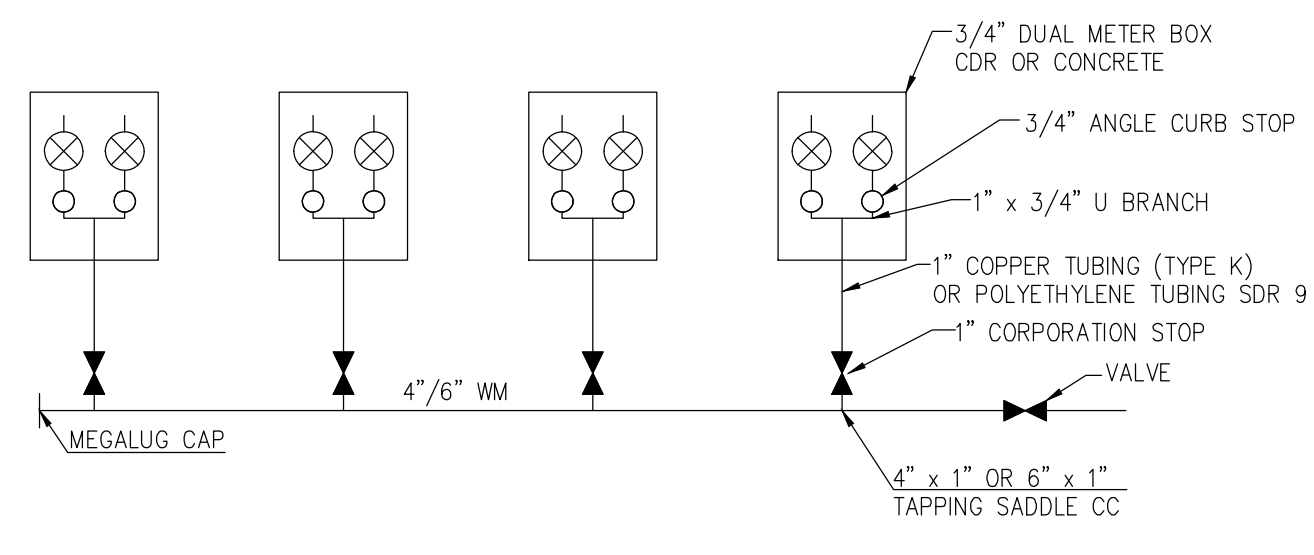 3/4” DUAL METER BOX
CDR OR CONCRETE
3/4” ANGLE CURB STOP
1” x 3/4” U BRANCH
1” COPPER TUBING (TYPE K)
OR POLYETHYLENE TUBING SDR 9
1” CORPORATION STOP
VALVE
4”/6” WM
MEGALUG CAP
4” x 1” OR 6” x 1”
TAPPING SADDLE CC